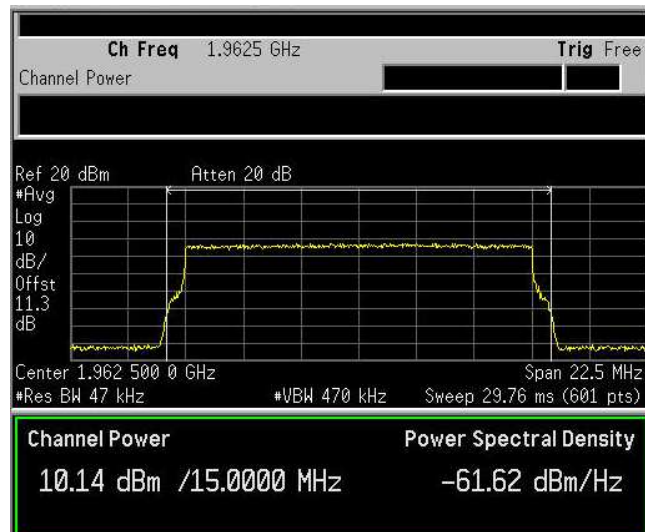 Ch Freq 1.9625 GHz Trig Free
Channel Power
Ref 20 dBm Atten 20 dB
#Avg
Log
10
dB/
Offst
11.3
dB
Center 1.962 500 0 GHz Span 22.5 MHz
#Res BW 47 kHz #VBW 470 kHz Sweep 29.76 ms (601 pts)
Channel Power Power Spectral Density
10.14 dBm /15.0000 MHz -61.62 dBm/Hz